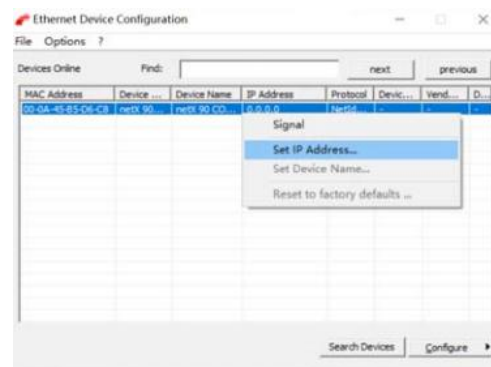 Ethernet Device Configuration
File Options ?
Devices Online Find: next previous
MAC Address Device ... Device Name IP Address Protocol Devic... Vend... D...
00-0A-45-B5-D6-C8 netX 90... netX 90 CO... 0.0.0.0 NetId... - -
Signal
Set IP Address...
Set Device Name...
Reset to factory defaults ...
Search Devices Configure